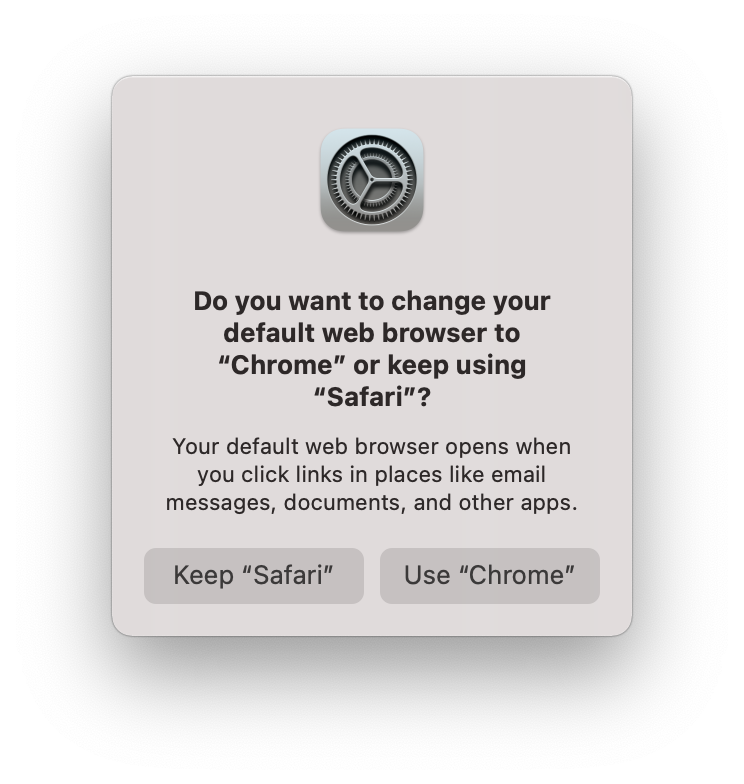 Do you want to change your
default web browser to
“Chrome” or keep using
“Safari”?
Your default web browser opens when
you click links in places like email
messages, documents, and other apps.
Keep “Safari”
Use “Chrome”